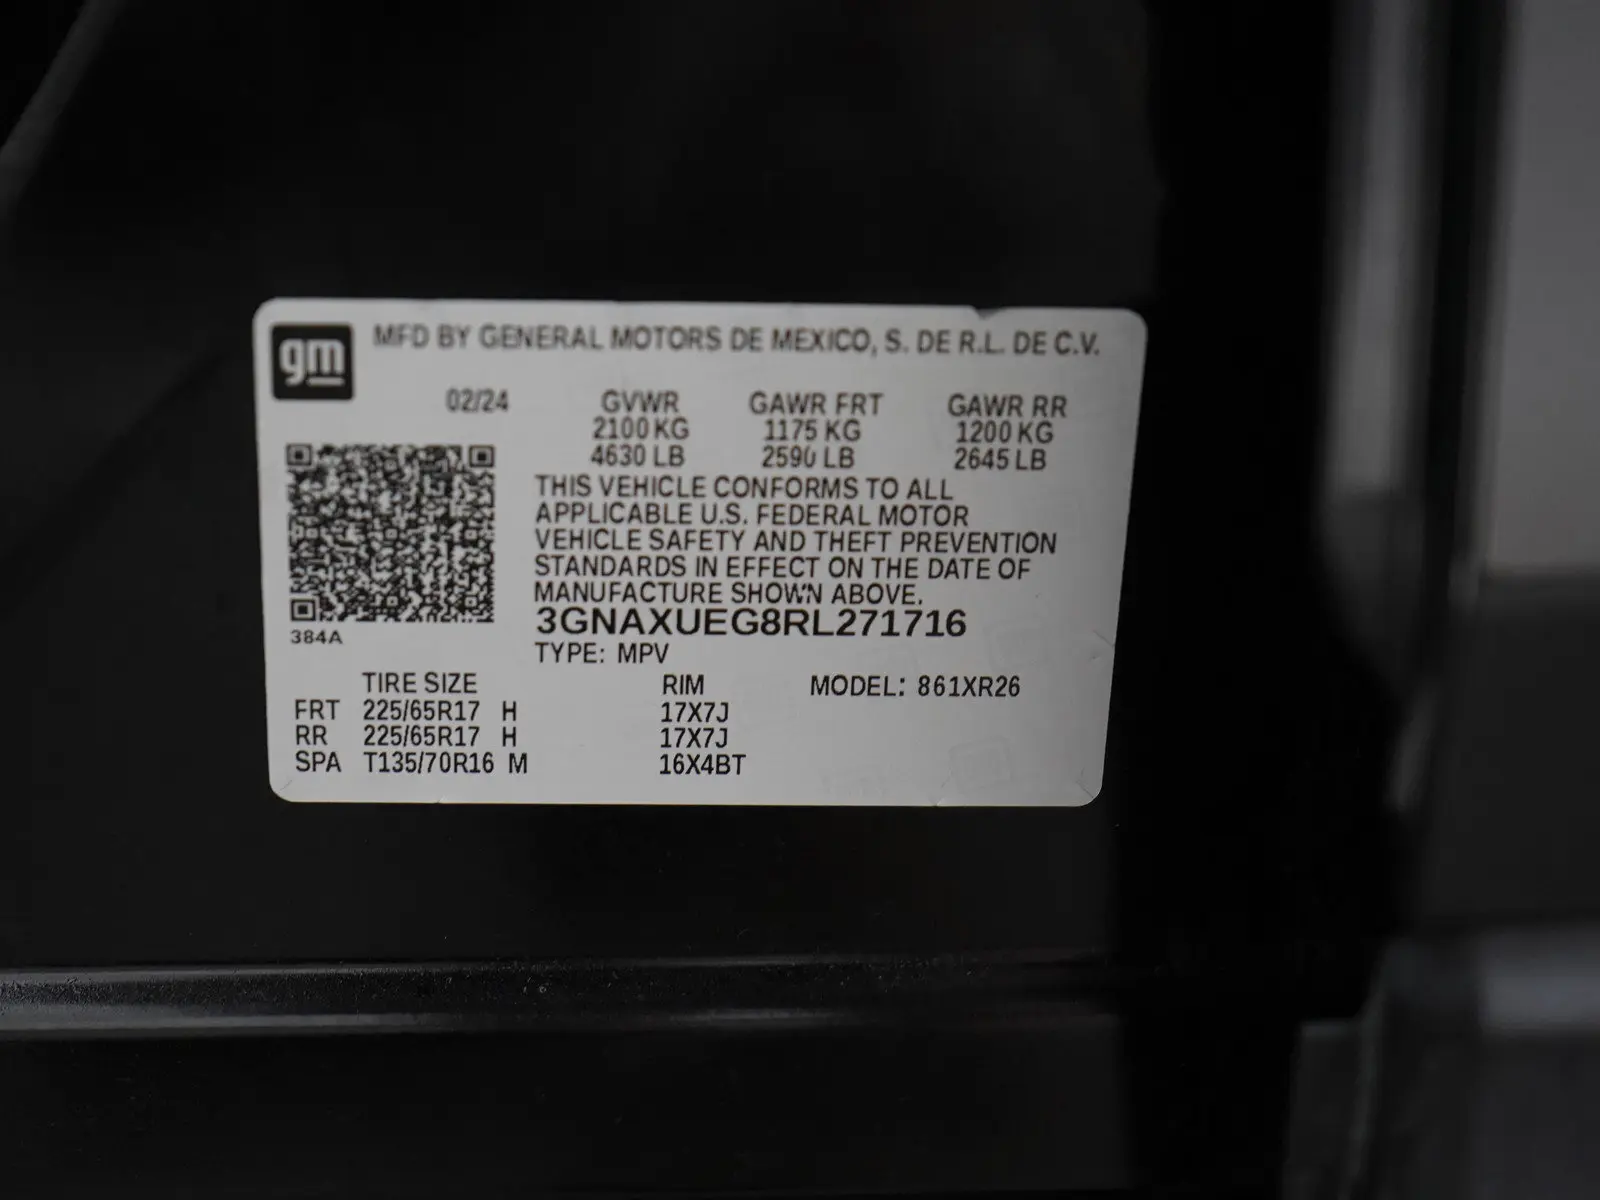 gm
MFD BY GENERAL MOTORS DE MEXICO, S. DE R.L. DE C.V.
02/24 GVWR GAWR FRT GAWR RR
2100 KG 1175 KG 1200 KG
4630 LB 2590 LB 2645 LB
THIS VEHICLE CONFORMS TO ALL
APPLICABLE U.S. FEDERAL MOTOR
VEHICLE SAFETY AND THEFT PREVENTION
STANDARDS IN EFFECT ON THE DATE OF
MANUFACTURE SHOWN ABOVE.
3GNAXUEG8RL271716
384A
TYPE: MPV
TIRE SIZE RIM MODEL: 861XR26
FRT 225/65R17 H 17X7J
RR 225/65R17 H 17X7J
SPA T135/70R16 M 16X4BT